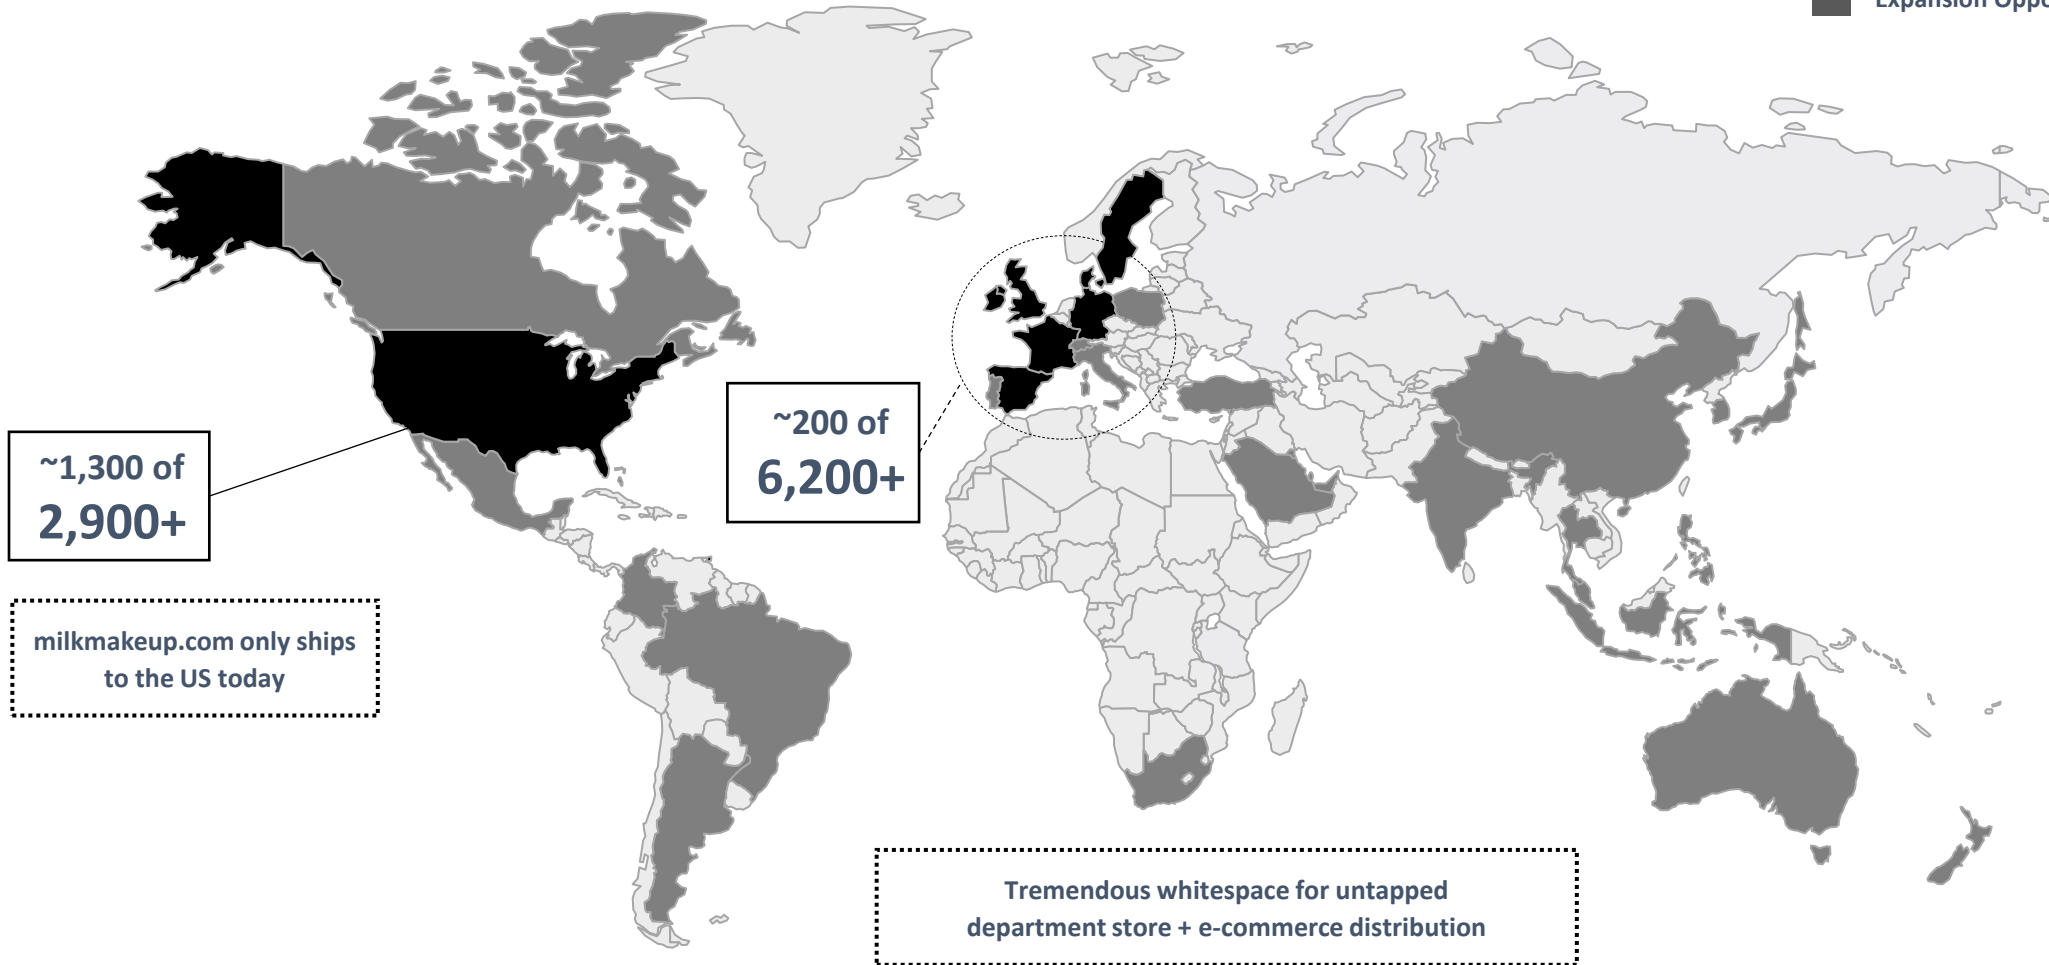 Expansion
~1,300 of
2,900+
~200 of
6,200+
milkmakeup.com only ships
to the US today
Tremendous whitespace for untapped
department store + e-commerce distribution